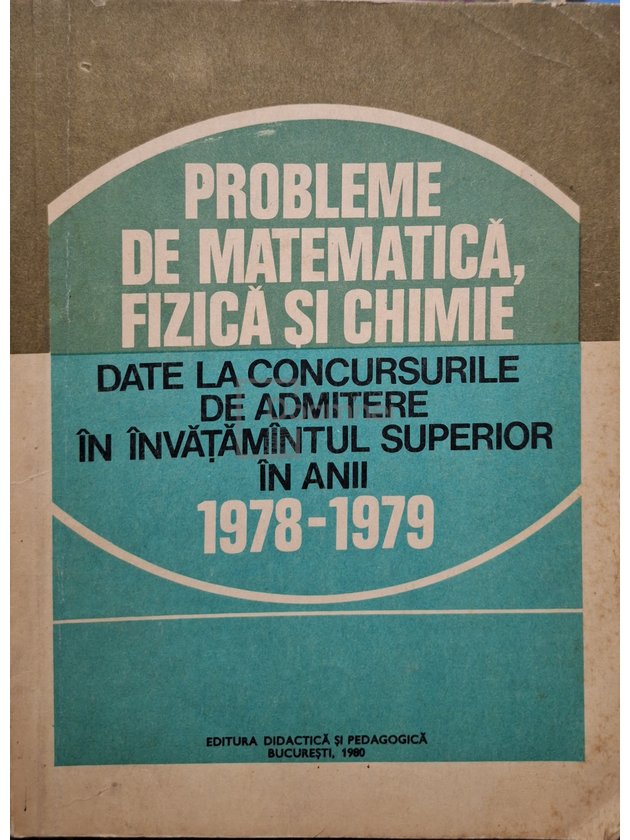 PROBLEME
DE MATEMATICĂ,
FIZICĂ ȘI CHIMIE
DATE LA CONCURSURILE
DE ADMITERE
ÎN ÎNVĂȚĂMÎNTUL SUPERIOR
ÎN ANII
1978-1979
EDITURA DIDACTICĂ ȘI PEDAGOGICĂ
BUCUREȘTI, 1980